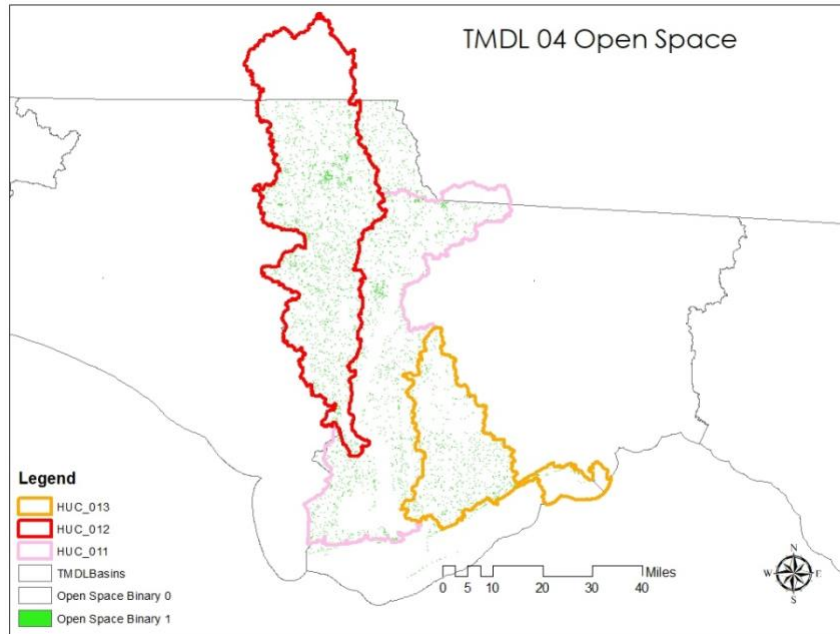 TMDL 04 Open Space
Legend
HUC_013
HUC_012
HUC_011
TMDLBasins
Open Space Binary 0
Open Space Binary 1
Miles
0 5 10 20 30 40
N
W E
S